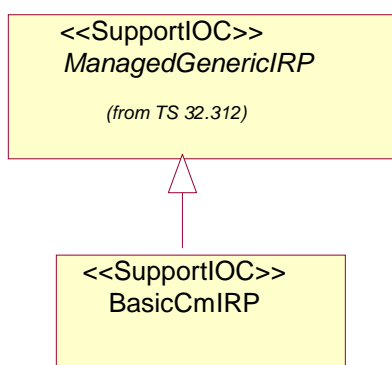 <<SupportIOC>>
ManagedGenericIRP
(from TS 32.312)
<<SupportIOC>>
BasicCmIRP